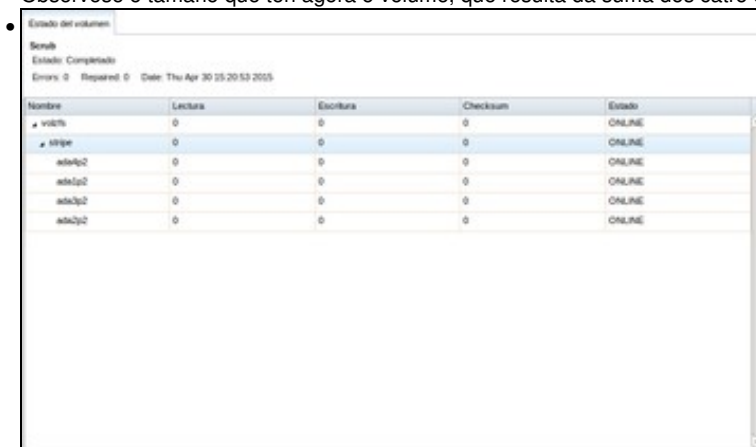 Obsérvese o tamaño que ten agora o volume, que resulta da suma dos catro
Estado del volumen
Scrub
Estado: Completado
Errors: 0 Repaired: 0 Date: Thu Apr 30 15:20:53 2015
Nombre Lectura Escritura Checksum Estado
volzfs 0 0 0 ONLINE
stripe 0 0 0 ONLINE
ada4p2 0 0 0 ONLINE
ada1p2 0 0 0 ONLINE
ada3p2 0 0 0 ONLINE
ada2p2 0 0 0 ONLINE